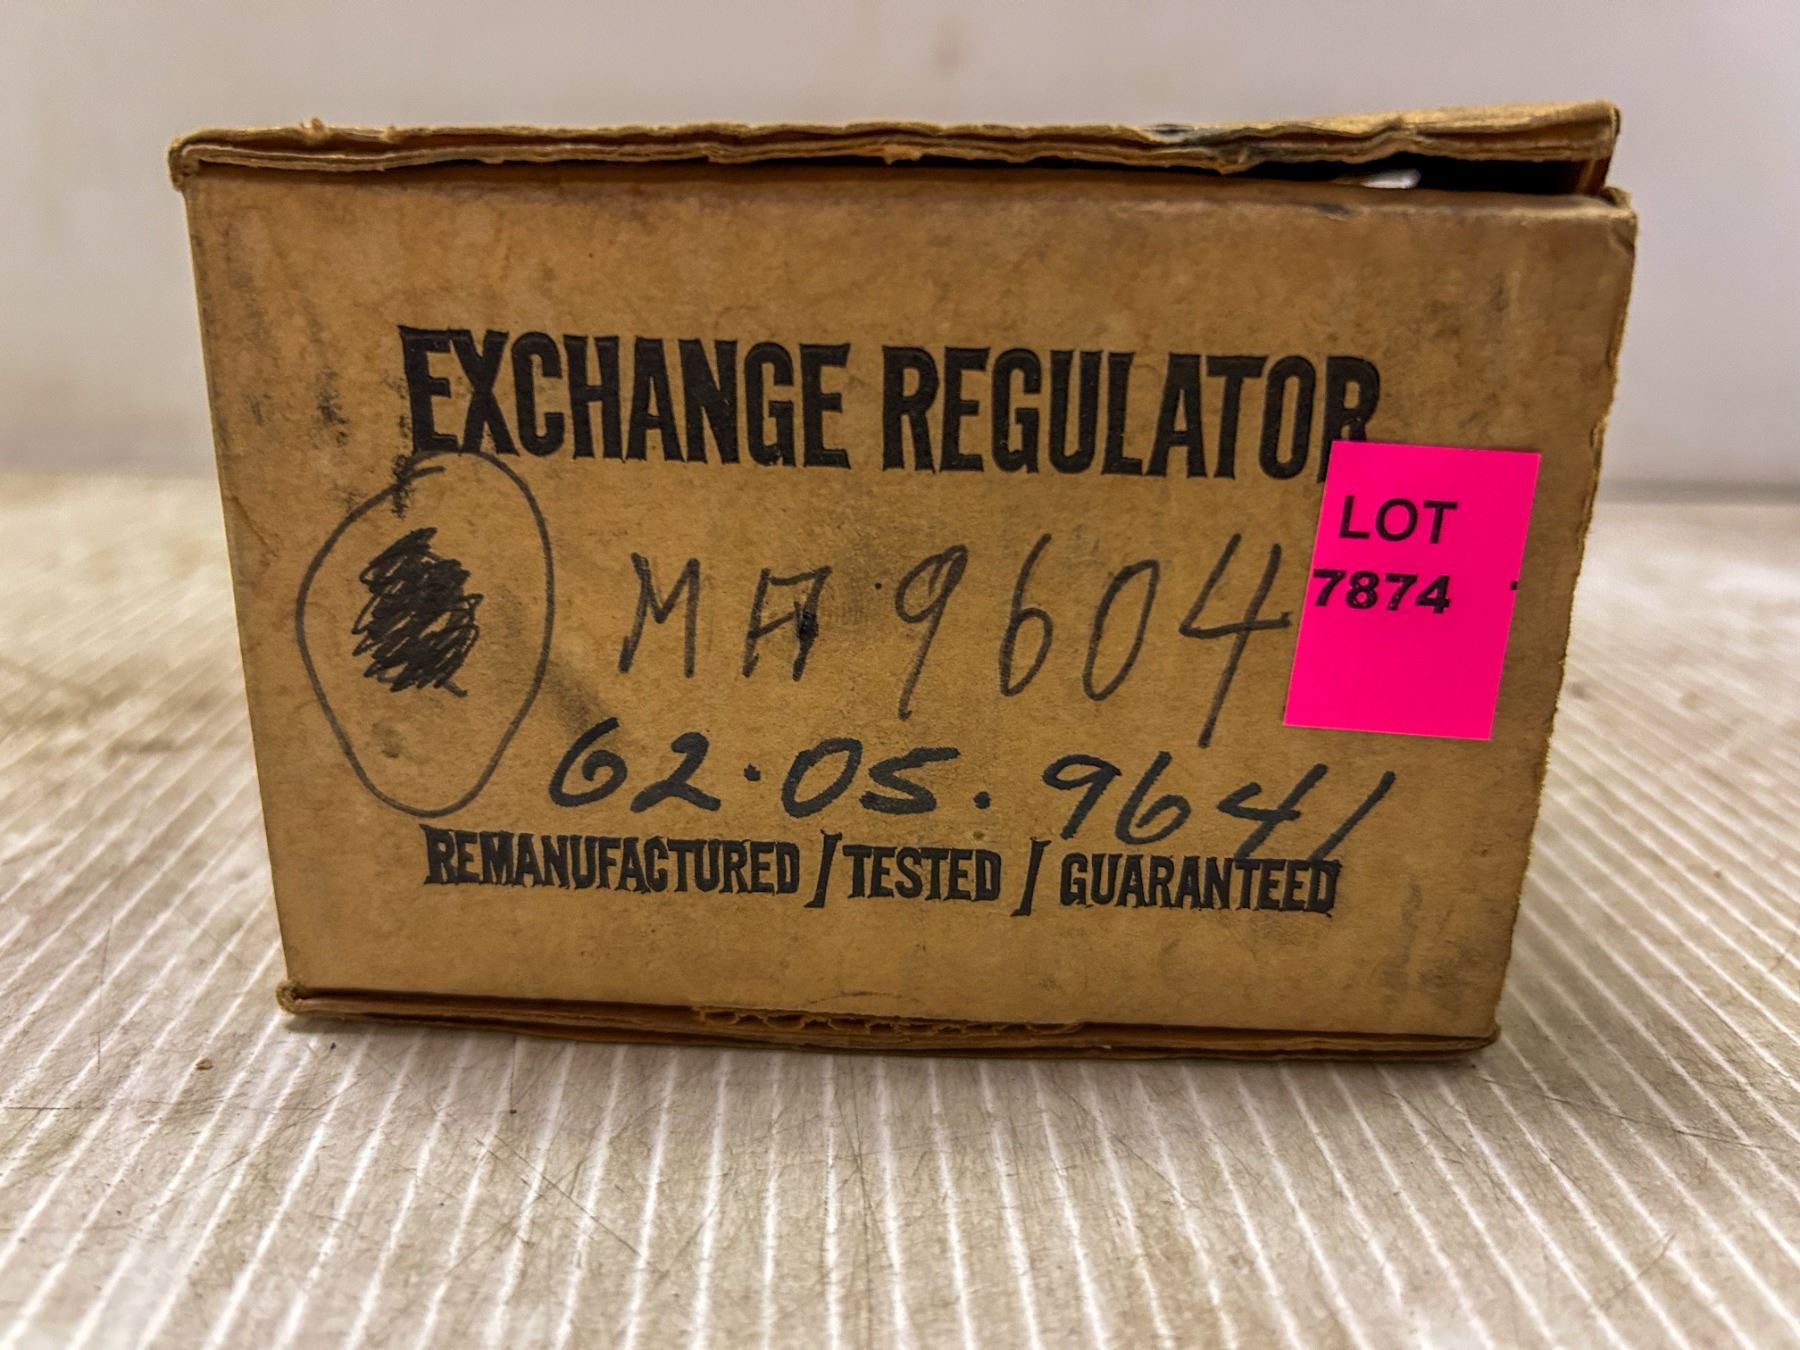 EXCHANGE REGULATOR
LOT
7874
MA 9604
62.05.9641
REMANUFACTURED / TESTED / GUARANTEED